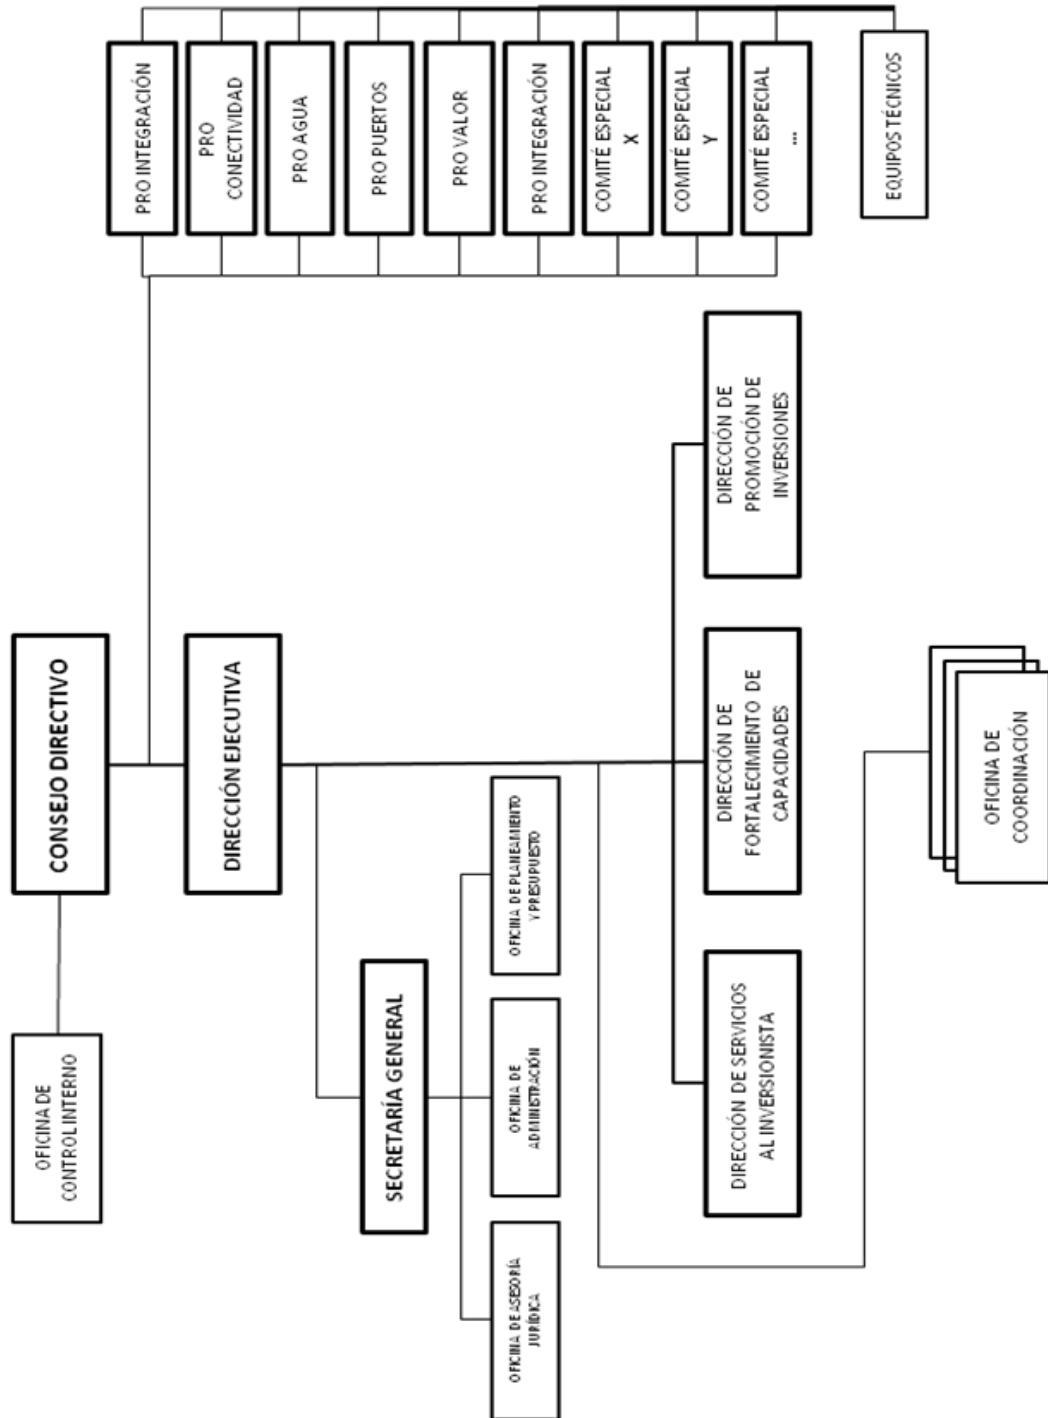 CONSEJO DIRECTIVO
OFICINA DE
CONTROL INTERNO
DIRECCIÓN EJECUTIVA
PRO INTEGRACIÓN
PRO
CONECTIVIDAD
PRO AGUA
PRO PUERTOS
PRO VALOR
PRO INTEGRACIÓN
COMITÉ ESPECIAL
X
COMITÉ ESPECIAL
Y
COMITÉ ESPECIAL
...
EQUIPOS TÉCNICOS
SECRETARÍA GENERAL
OFICINA DE ASESORÍA
JURÍDICA
OFICINA DE
ADMINISTRACIÓN
OFICINA DE PLANEAMIENTO
Y PRESUPUESTO
DIRECCIÓN DE SERVICIOS
AL INVERSIONISTA
DIRECCIÓN DE
FORTALECIMIENTO DE
CAPACIDADES
DIRECCIÓN DE
PROMOCIÓN DE
INVERSIONES
OFICINA DE
COORDINACIÓN